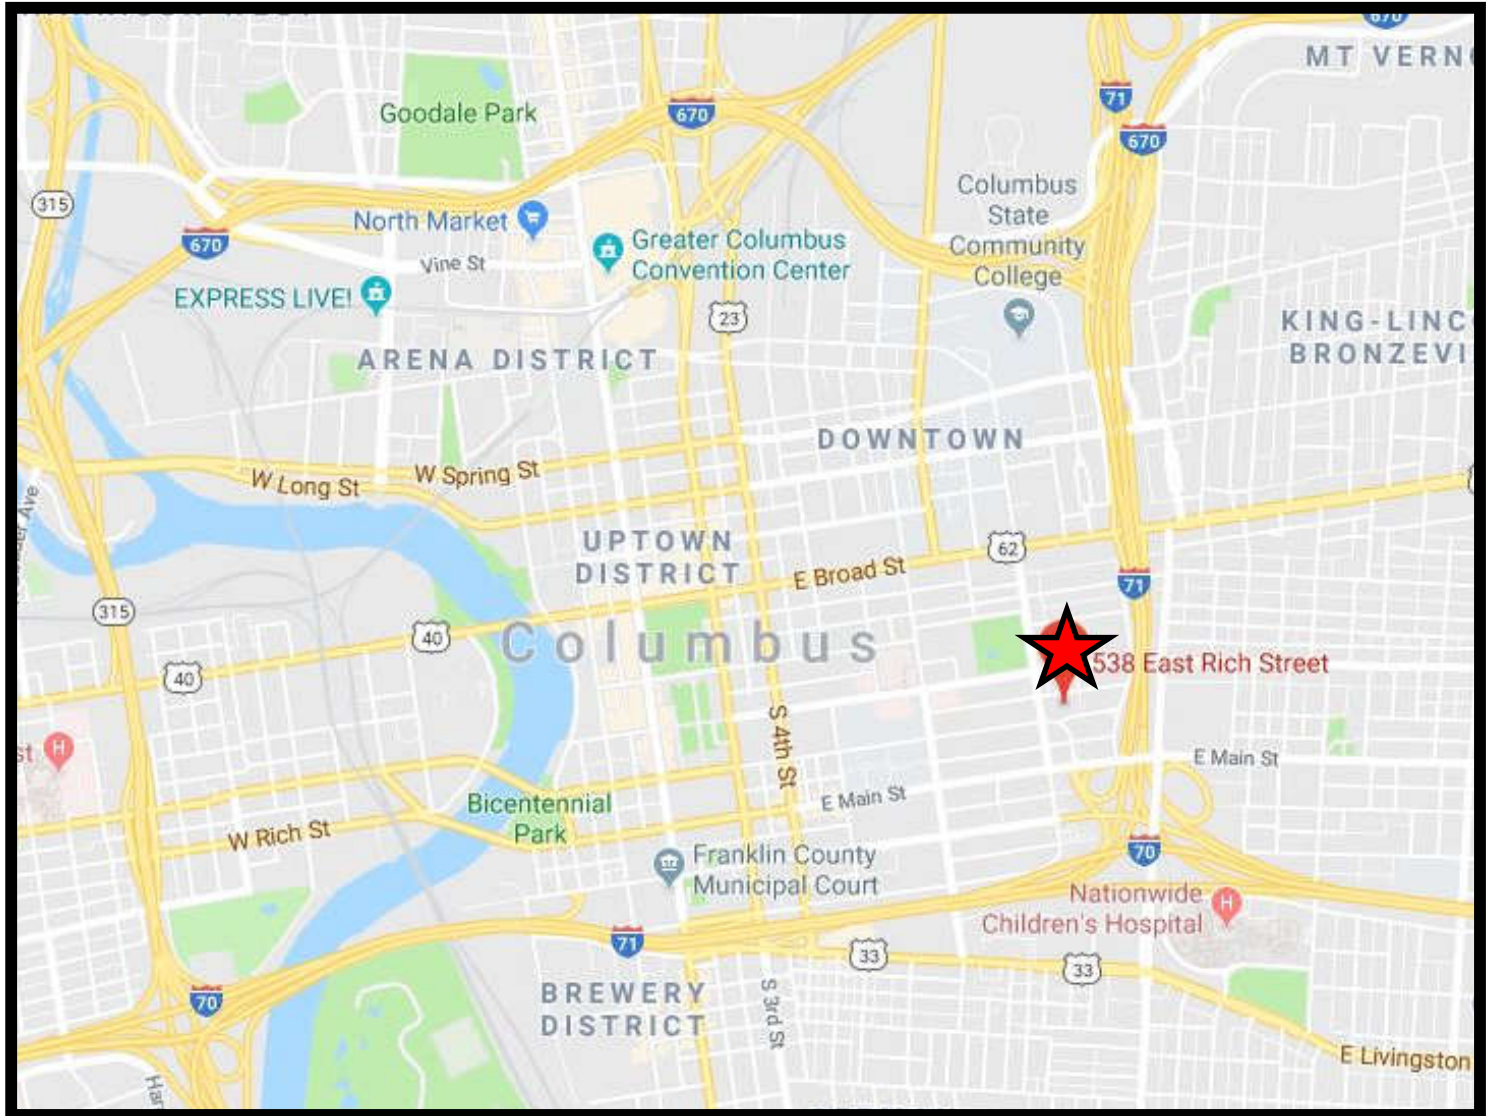 670
MT VERN
Goodale Park
71
670
670
Columbus
State
Community
College
315
North Market
670
Greater Columbus
Convention Center
Vine St
EXPRESS LIVE!
23
KING-LINC
BRONZEVI
ARENA DISTRICT
DOWNTOWN
W Spring St
W Long St
UPTOWN
DISTRICT
62
E Broad St
71
315
40
Columbus
40
538 East Rich Street
S 4th St
H
st
E Main St
E Main St
Bicentennial
Park
W Rich St
70
Franklin County
Municipal Court
Nationwide
Children's Hospital
H
71
33
33
70
BREWERY
DISTRICT
S 3rd St
E Livingston
Har